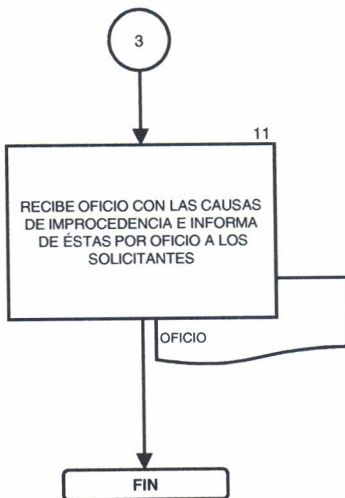 3
11
RECIBE OFICIO CON LAS CAUSAS
DE IMPROCEDENCIA E INFORMA
DE ÉSTAS POR OFICIO A LOS
SOLICITANTES
OFICIO
FIN